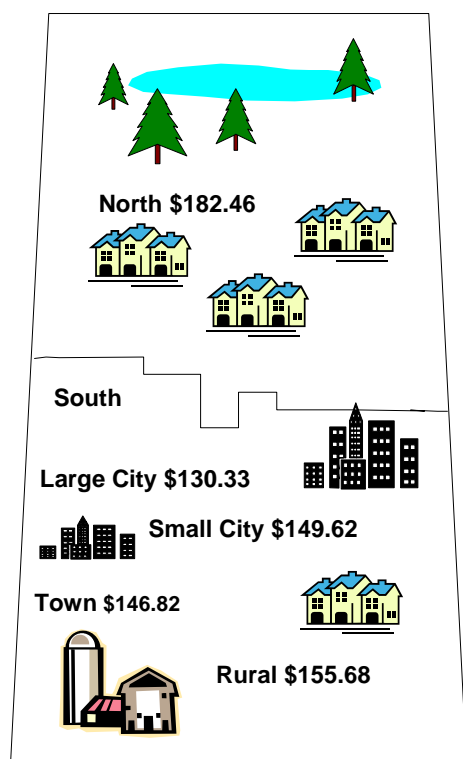 North $182.46
South
Large City $130.33
Small City $149.62
Town $146.82
Rural $155.68